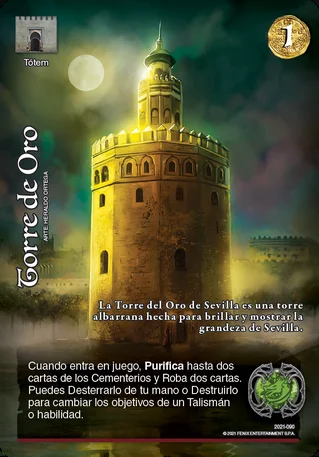 1
Tótem
Torre de Oro
ARTE: HERALDO ORTEGA
La Torre del Oro de Sevilla es una torre
albarrana hecha para brillar y mostrar la
grandeza de Sevilla.
Cuando entra en juego, Purifica hasta dos
cartas de los Cementerios y Roba dos cartas.
Puedes Desterrarlo de tu mano o Destruirlo
para cambiar los objetivos de un Talismán
o habilidad.
2021-090
©2021 FENIX ENTERTAINMENT S.P.A.